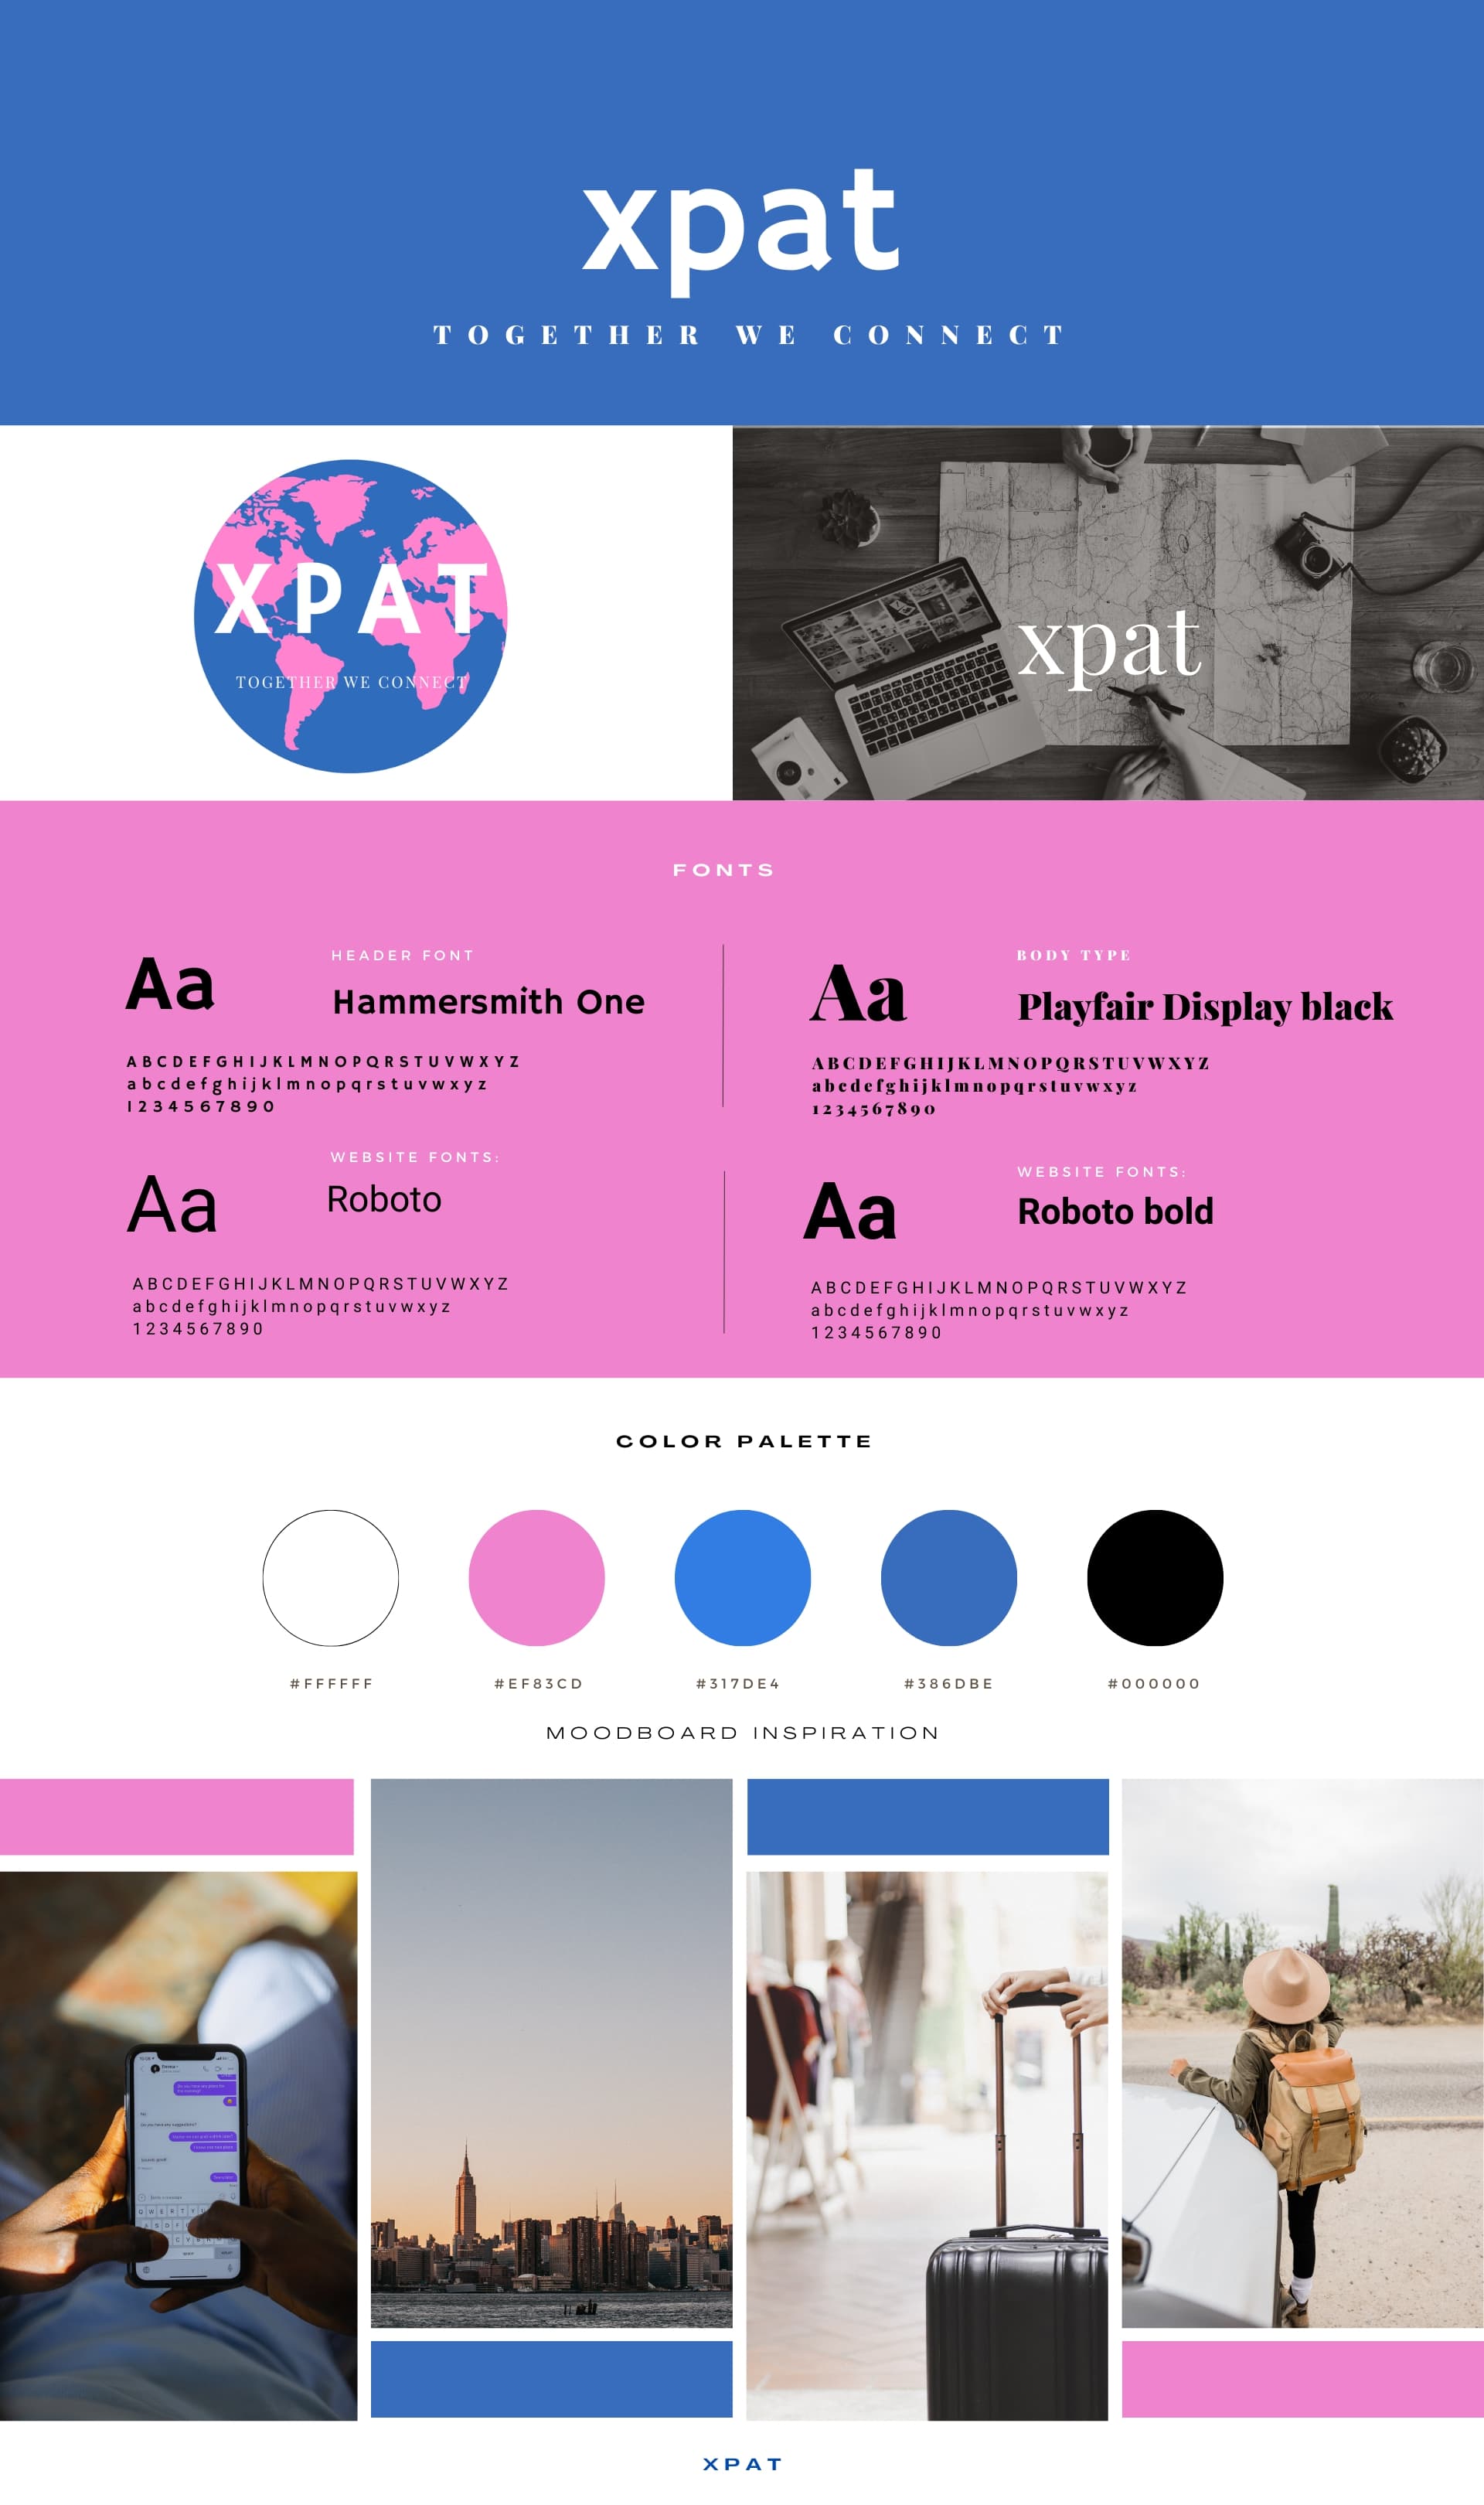 xpat
TOGETHER WE CONNECT
XPAT
TOGETHER WE CONNECT
xpat
FONTS
Aa
HEADER FONT
Hammersmith One
ABCDEFGHIJKLMNOPQRSTUVWXYZ
abcdefghijklmnopqrstuvwxyz
1234567890
Aa
BODY TYPE
Playfair Display black
ABCDEFGHIJKLMNOPQRSTUVWXYZ
abcdefghijklmnopqrstuvwxyz
1234567890
Aa
WEBSITE FONTS:
Roboto
ABCDEFGHIJKLMNOPQRSTUVWXYZ
abcdefghijklmnopqrstuvwxyz
1234567890
Aa
WEBSITE FONTS:
Roboto bold
ABCDEFGHIJKLMNOPQRSTUVWXYZ
abcdefghijklmnopqrstuvwxyz
1234567890
COLOR PALETTE
#FFFFFF
#EF83CD
#317DE4
#386DBE
#000000
MOODBOARD INSPIRATION
XPAT